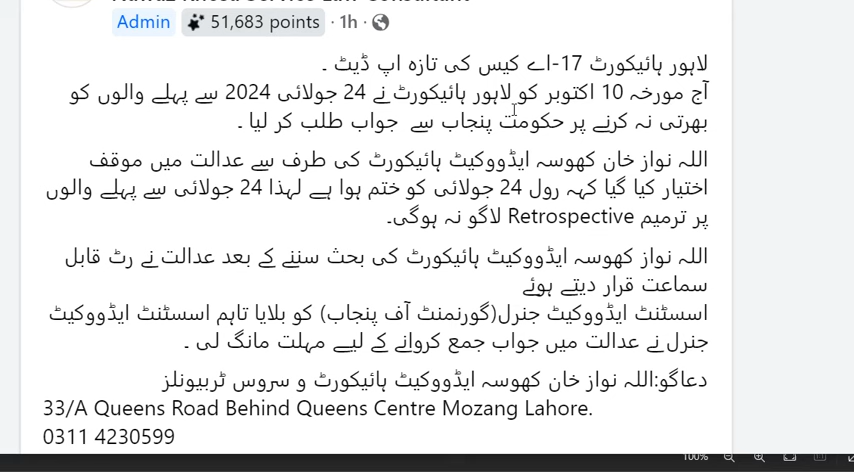 Admin 51,683 points · 1h ·
لاہور ہائیکورٹ 17-اے کیس کی تازہ اپ ڈیٹ ۔
آج مورخہ 10 اکتوبر کو لاہور ہائیکورٹ نے 24 جولائی 2024 سے پہلے والوں کو
بھرتی نہ کرنے پر حکومت پنجاب سے جواب طلب کر لیا ۔
اللہ نواز خان کھوسہ ایڈووکیٹ ہائیکورٹ کی طرف سے عدالت میں موقف
اختیار کیا گیا کہہ رول 24 جولائی کو ختم ہوا ہے لہذا 24 جولائی سے پہلے والوں
پر ترمیم Retrospective لاگو نہ ہوگی۔
اللہ نواز کھوسہ ایڈووکیٹ ہائیکورٹ کی بحث سننے کے بعد عدالت نے رٹ قابل
سماعت قرار دیتے ہوئے
اسسٹنٹ ایڈووکیٹ جنرل(گورنمنٹ آف پنجاب) کو بلایا تاہم اسسٹنٹ ایڈووکیٹ
جنرل نے عدالت میں جواب جمع کروانے کے لیے مہلت مانگ لی ۔
دعاگو:اللہ نواز خان کھوسہ ایڈووکیٹ ہائیکورٹ و سروس ٹربیونلز
33/A Queens Road Behind Queens Centre Mozang Lahore.
0311 4230599
100%